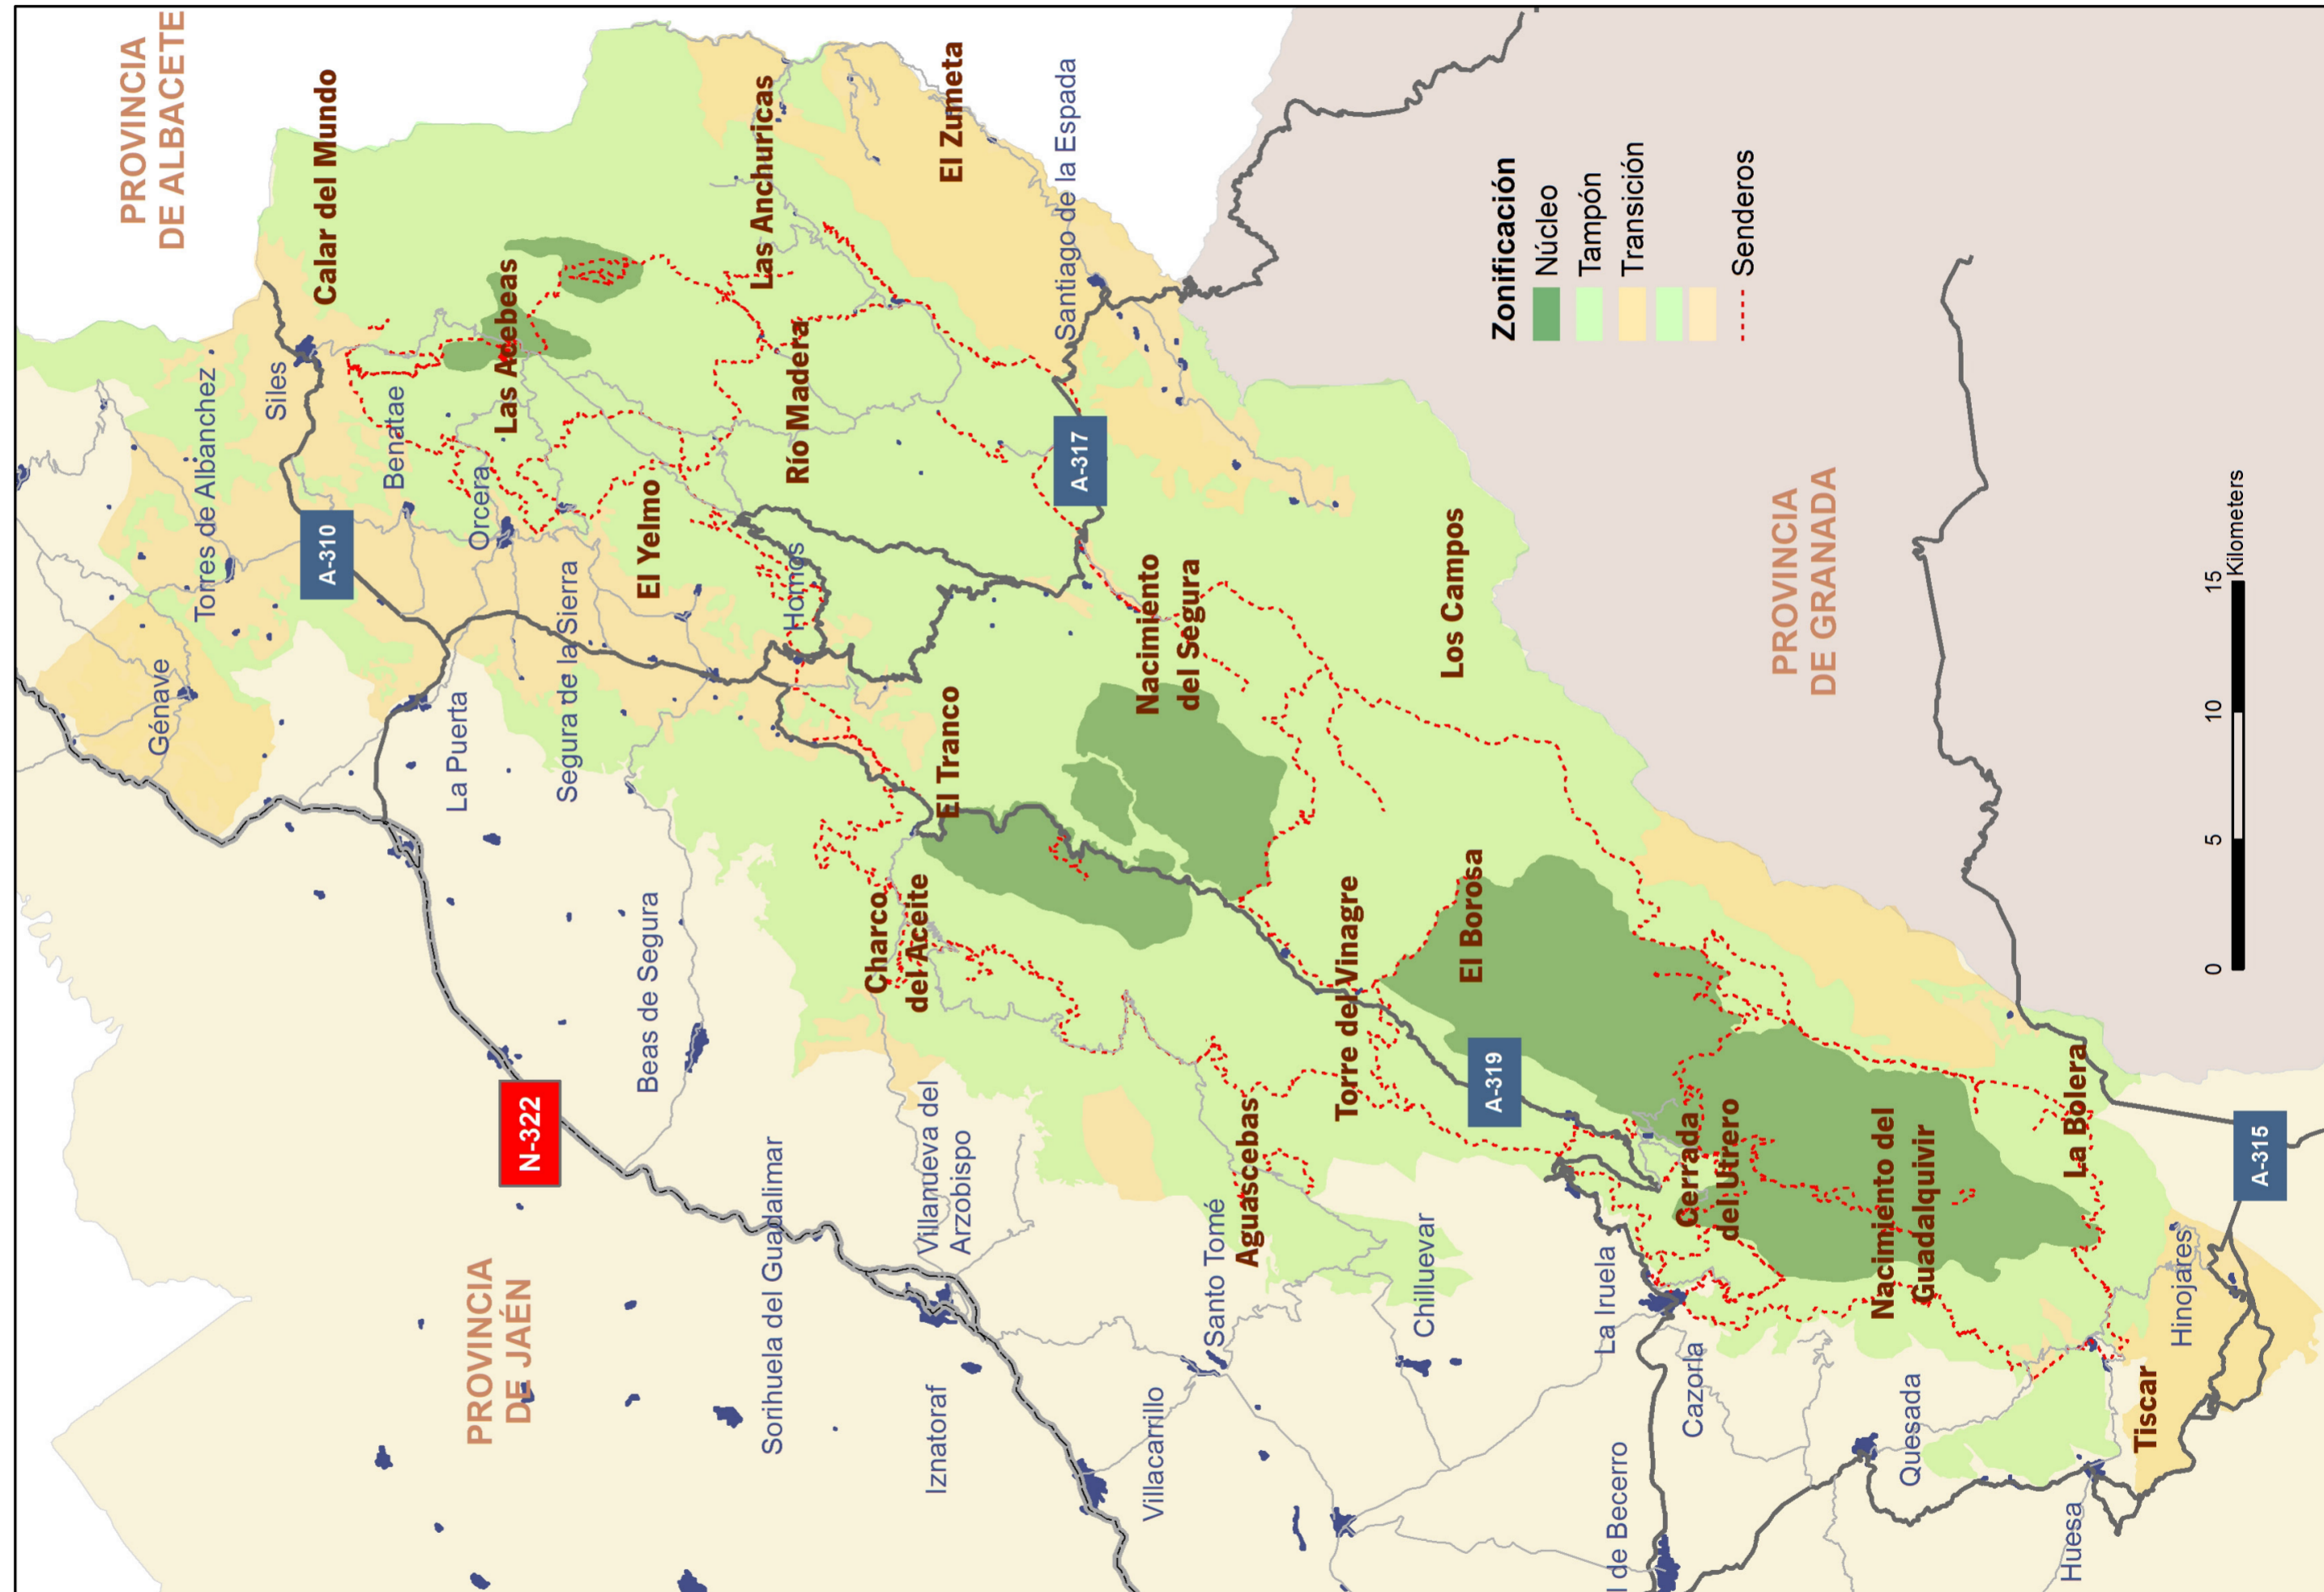 PROVINCIA
DE ALBACETE
Calar del Mundo
Torres de Albanchez
Siles
Génave
Benatae
Las Acebeas
Orcera
A-310
La Puerta
Segura de la Sierra
El Yelmo
Hornos
Río Madera
Las Anchuricas
El Zumeta
Santiago de la Espada
A-317
Beas de Segura
N-322
PROVINCIA
DE JAÉN
Sorihuela del Guadalimar
Villanueva del
Arzobispo
Iznatoraf
Villacarrillo
Charco
del Aceite
El Tranco
Nacimiento
del Segura
Los Campos
Santo Tomé
Aguascebas
Torre del Vinagre
El Borosa
A-319
Chilluevar
La Iruela
Cazorla
l de Becerro
Cerrada
del Utrero
Nacimiento del
Guadalquivir
Quesada
Huesa
Tiscar
Hinojares
La Bolera
A-315
PROVINCIA
DE GRANADA
Zonificación
Núcleo
Tampón
Transición
Senderos
0 5 10 15
Kilometers